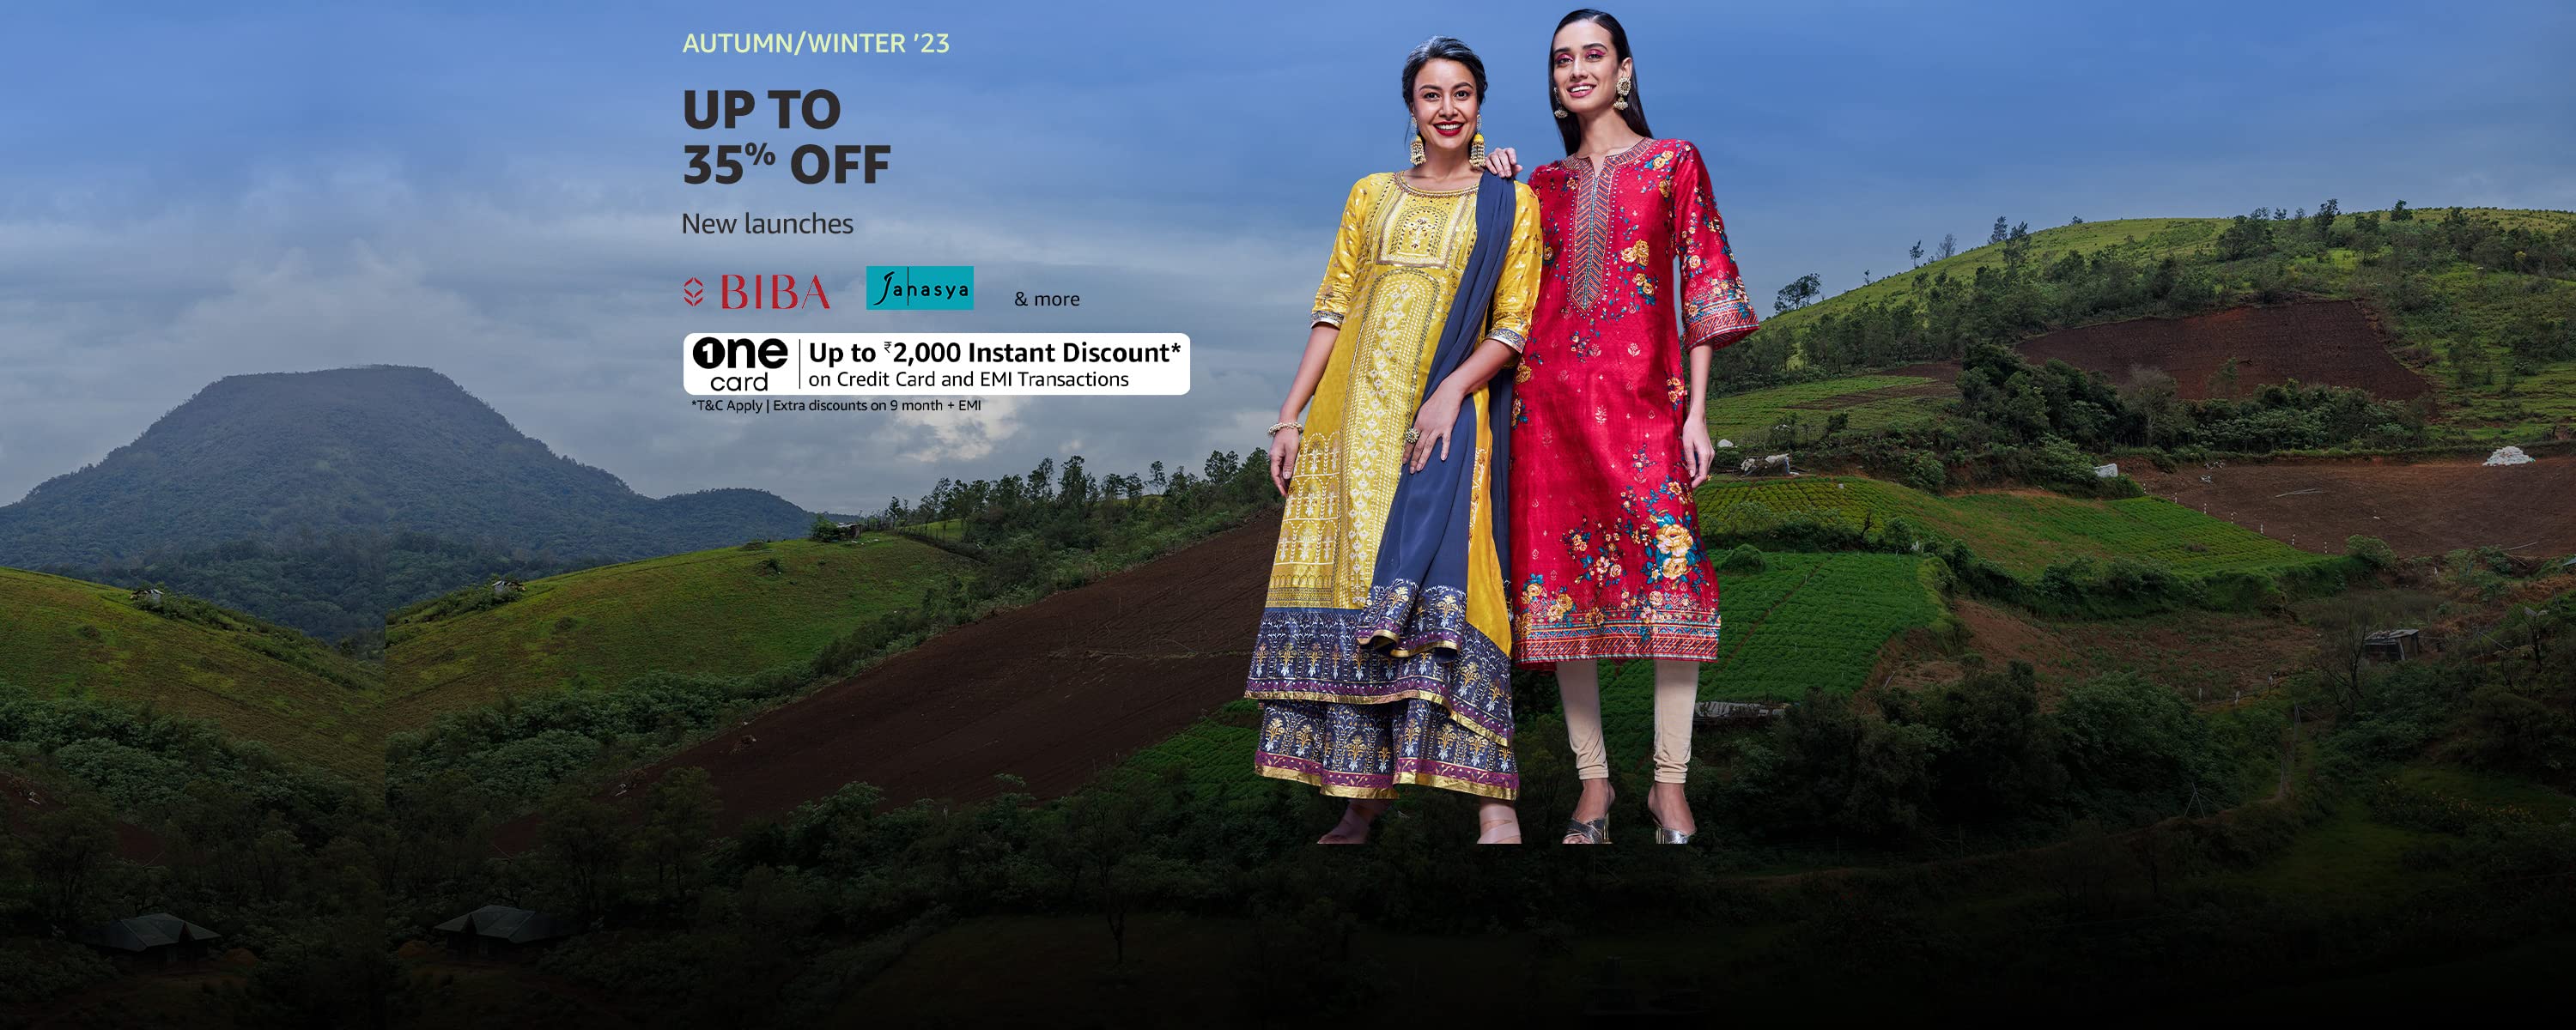 AUTUMN/WINTER ’23
UP TO
35% OFF
New launches
BIBA Janasya & more
1ne card Up to ₹2,000 Instant Discount*
on Credit Card and EMI Transactions
*T&C Apply | Extra discounts on 9 month + EMI